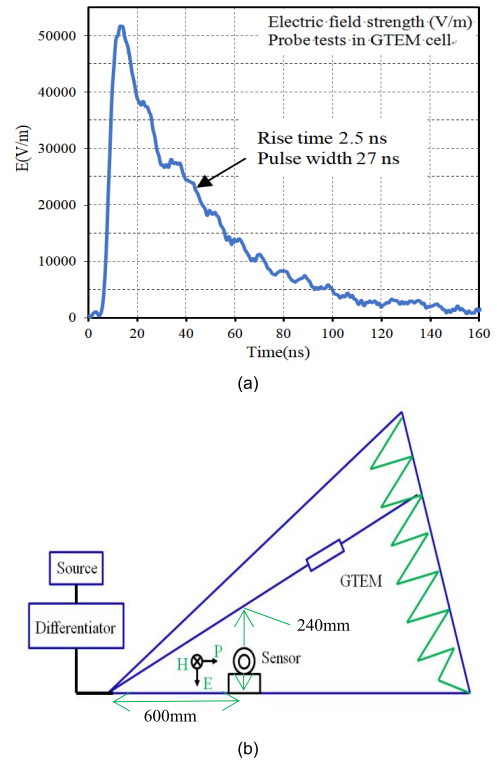 (a)
Electric field strength (V/m)
Probe tests in GTEM cell
E(V/m)
50000
40000
30000
20000
10000
0
Rise time 2.5 ns
Pulse width 27 ns
0 20 40 60 80 100 120 140 160
Time(ns)
(a)
Source
Differentiator
GTEM
240mm
H P Sensor
E
600mm
(b)